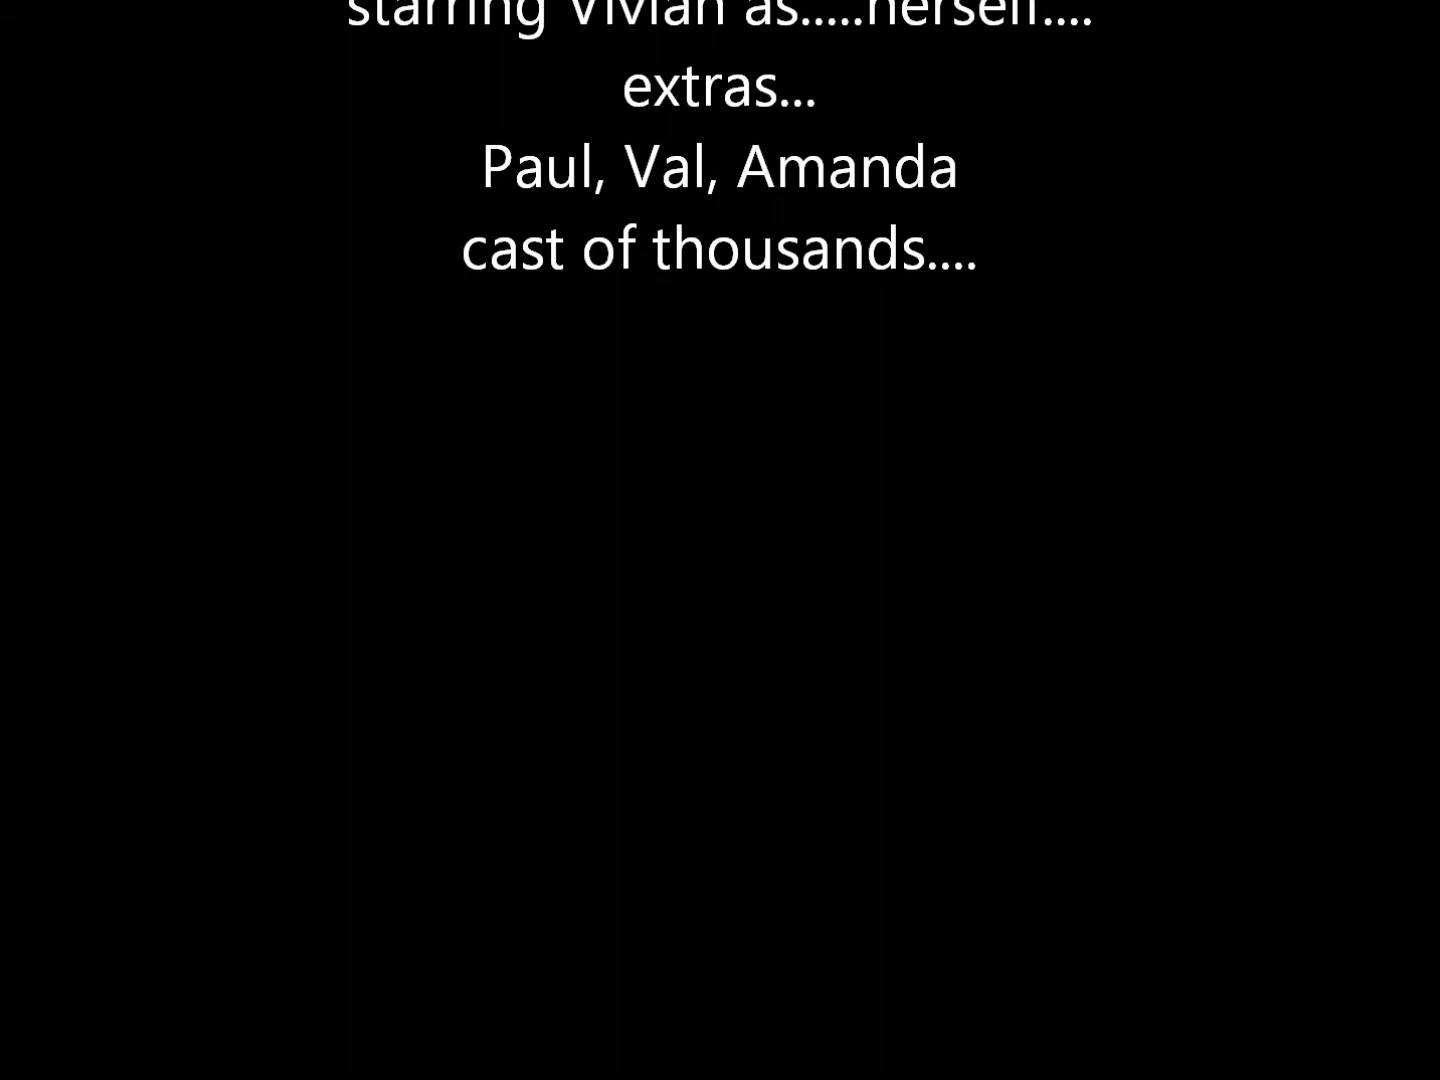 starring Vivian as.....herself....
extras...
Paul, Val, Amanda
cast of thousands....